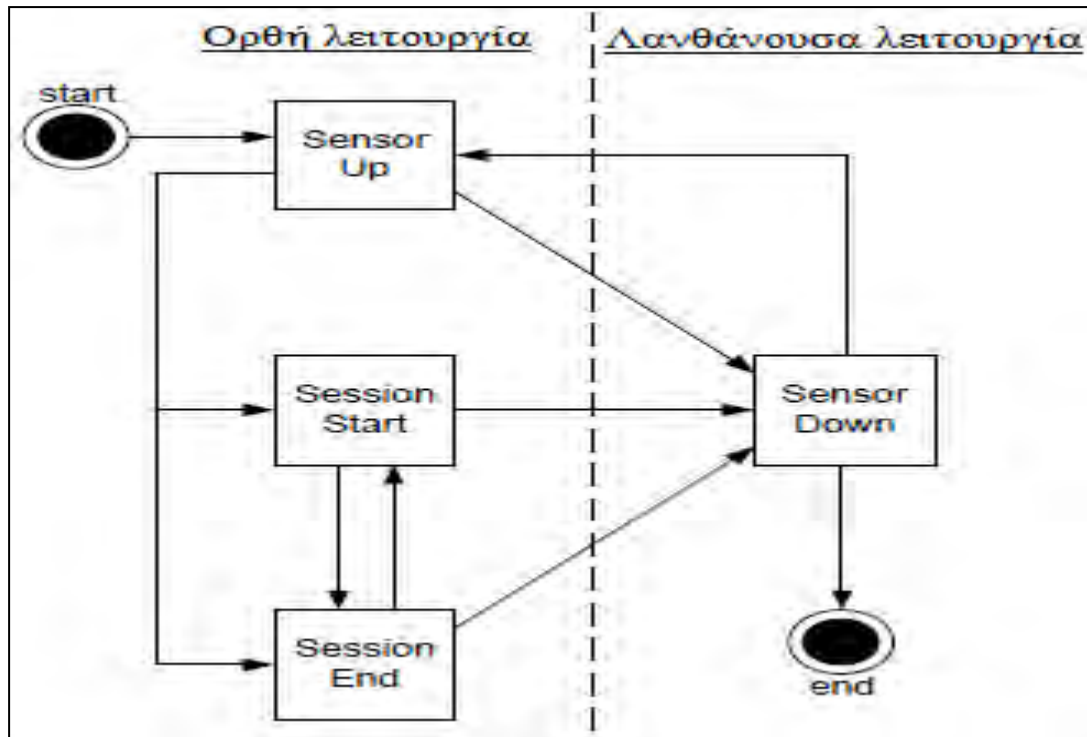 Ορθή λειτουργία
Λανθάνουσα λειτουργία
start
Sensor
Up
Session
Start
Sensor
Down
Session
End
end